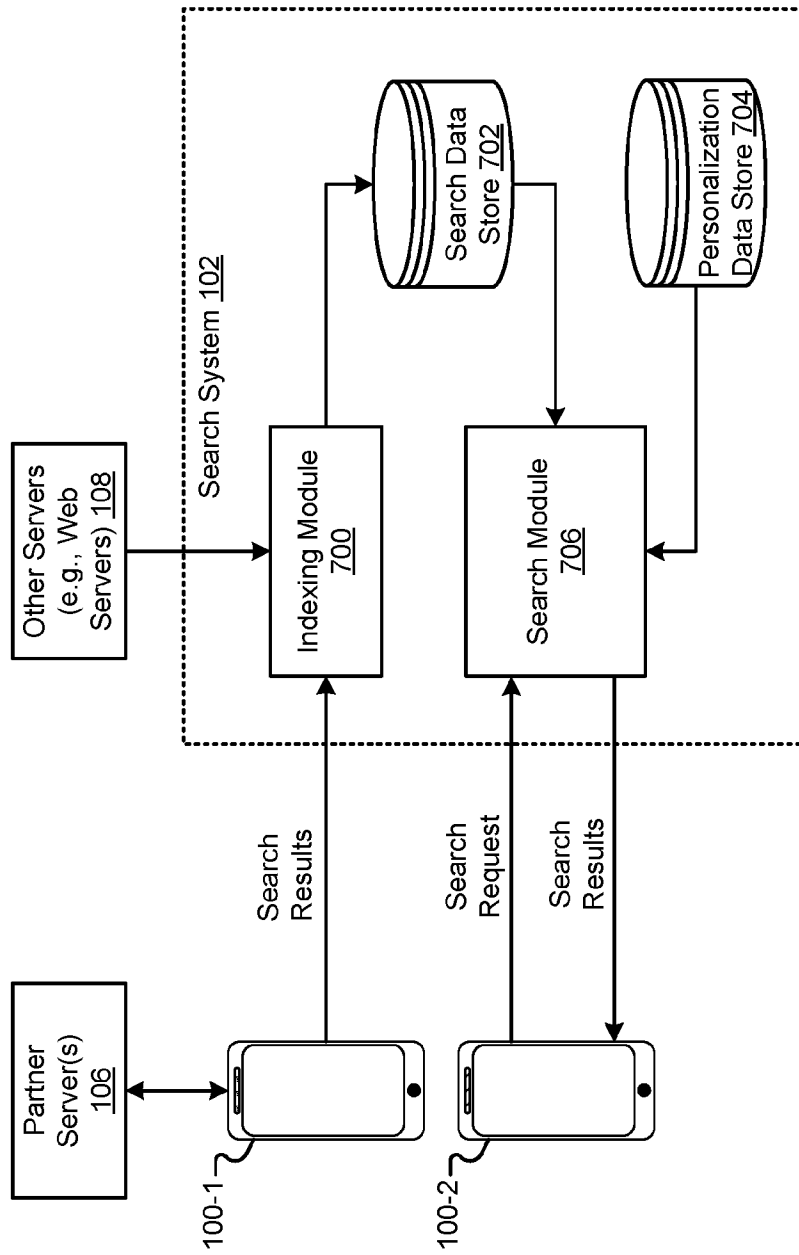 Partner
Server(s)
106
Other Servers
(e.g., Web
Servers) 108
Search System 102
100-1
Search
Results
Indexing Module
700
Search Data
Store 702
100-2
Search
Request
Search
Results
Search Module
706
Personalization
Data Store 704